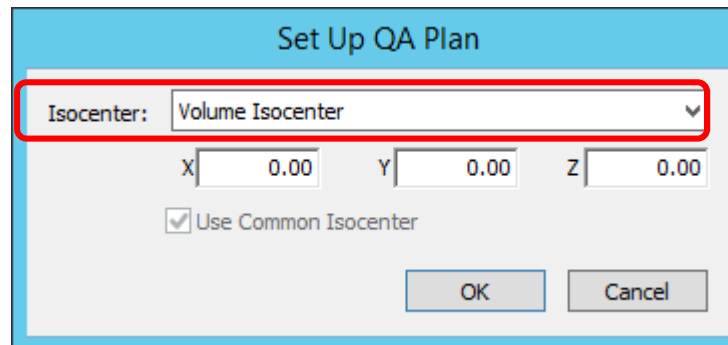 Set Up QA Plan
Isocenter: Volume Isocenter
X 0.00 Y 0.00 Z 0.00
Use Common Isocenter
OK Cancel